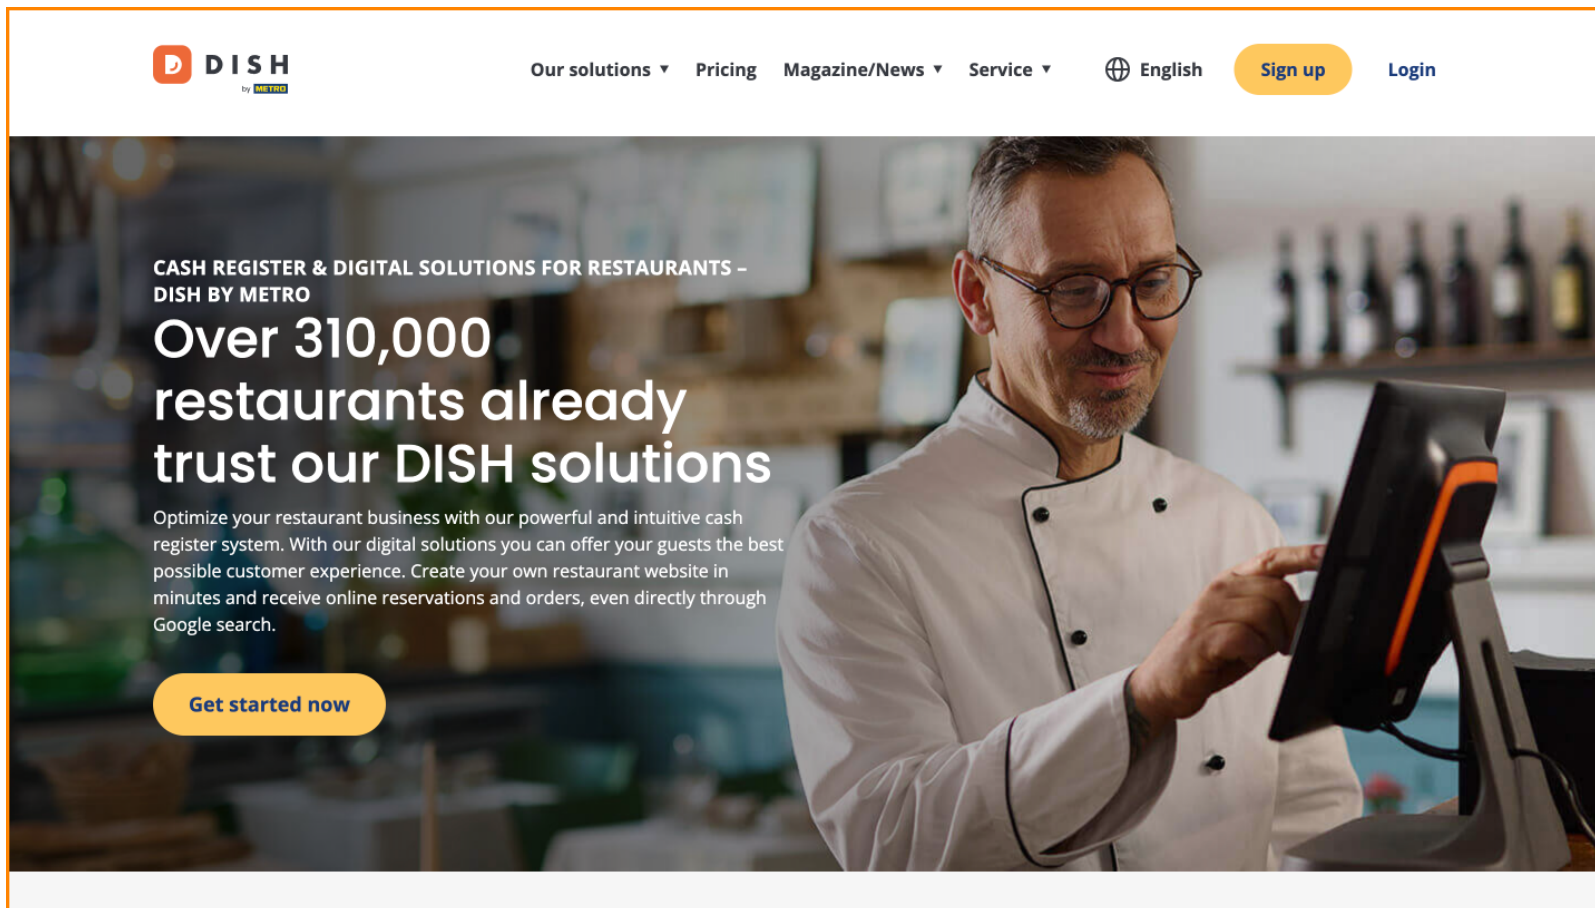 DISH
by METRO
Our solutions ▼ Pricing Magazine/News ▼ Service ▼ English Sign up Login
CASH REGISTER & DIGITAL SOLUTIONS FOR RESTAURANTS –
DISH BY METRO
Over 310,000
restaurants already
trust our DISH solutions
Optimize your restaurant business with our powerful and intuitive cash
register system. With our digital solutions you can offer your guests the best
possible customer experience. Create your own restaurant website in
minutes and receive online reservations and orders, even directly through
Google search.
Get started now